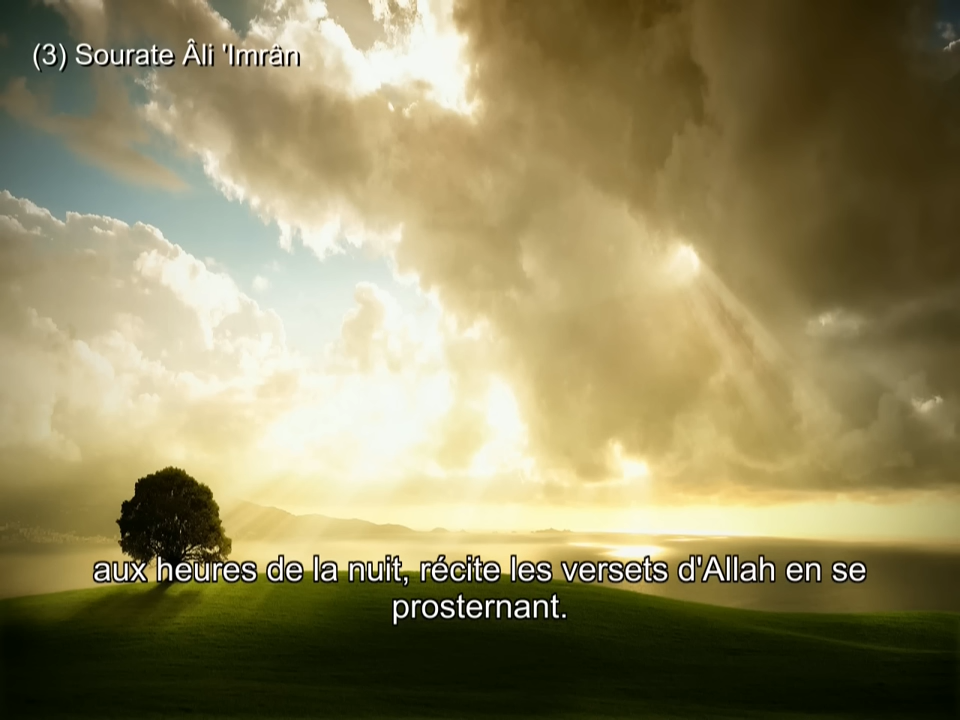 (3) Sourate Âli 'Imrân
aux heures de la nuit, récite les versets d'Allah en se
prosternant.